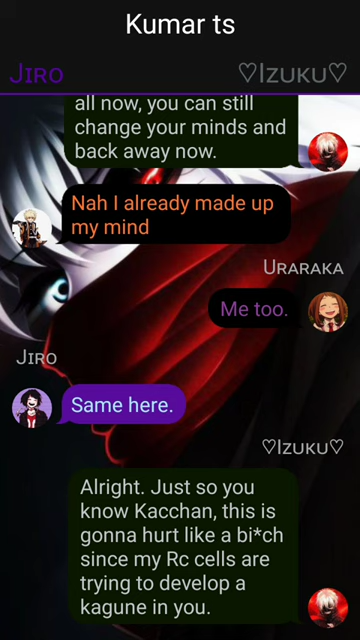 Kumar ts
Jiro ♡Izuku♡
all now, you can still
change your minds and
back away now.
Nah I already made up
my mind
Uraraka
Me too.
Jiro
Same here.
♡Izuku♡
Alright. Just so you
know Kacchan, this is
gonna hurt like a bi*ch
since my Rc cells are
trying to develop a
kagune in you.